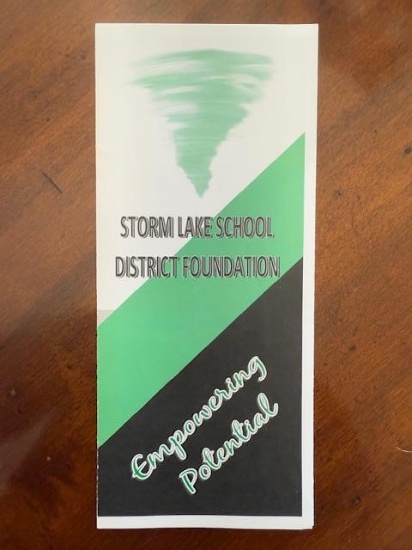 STORM LAKE SCHOOL
DISTRICT FOUNDATION
Empowering
Potential